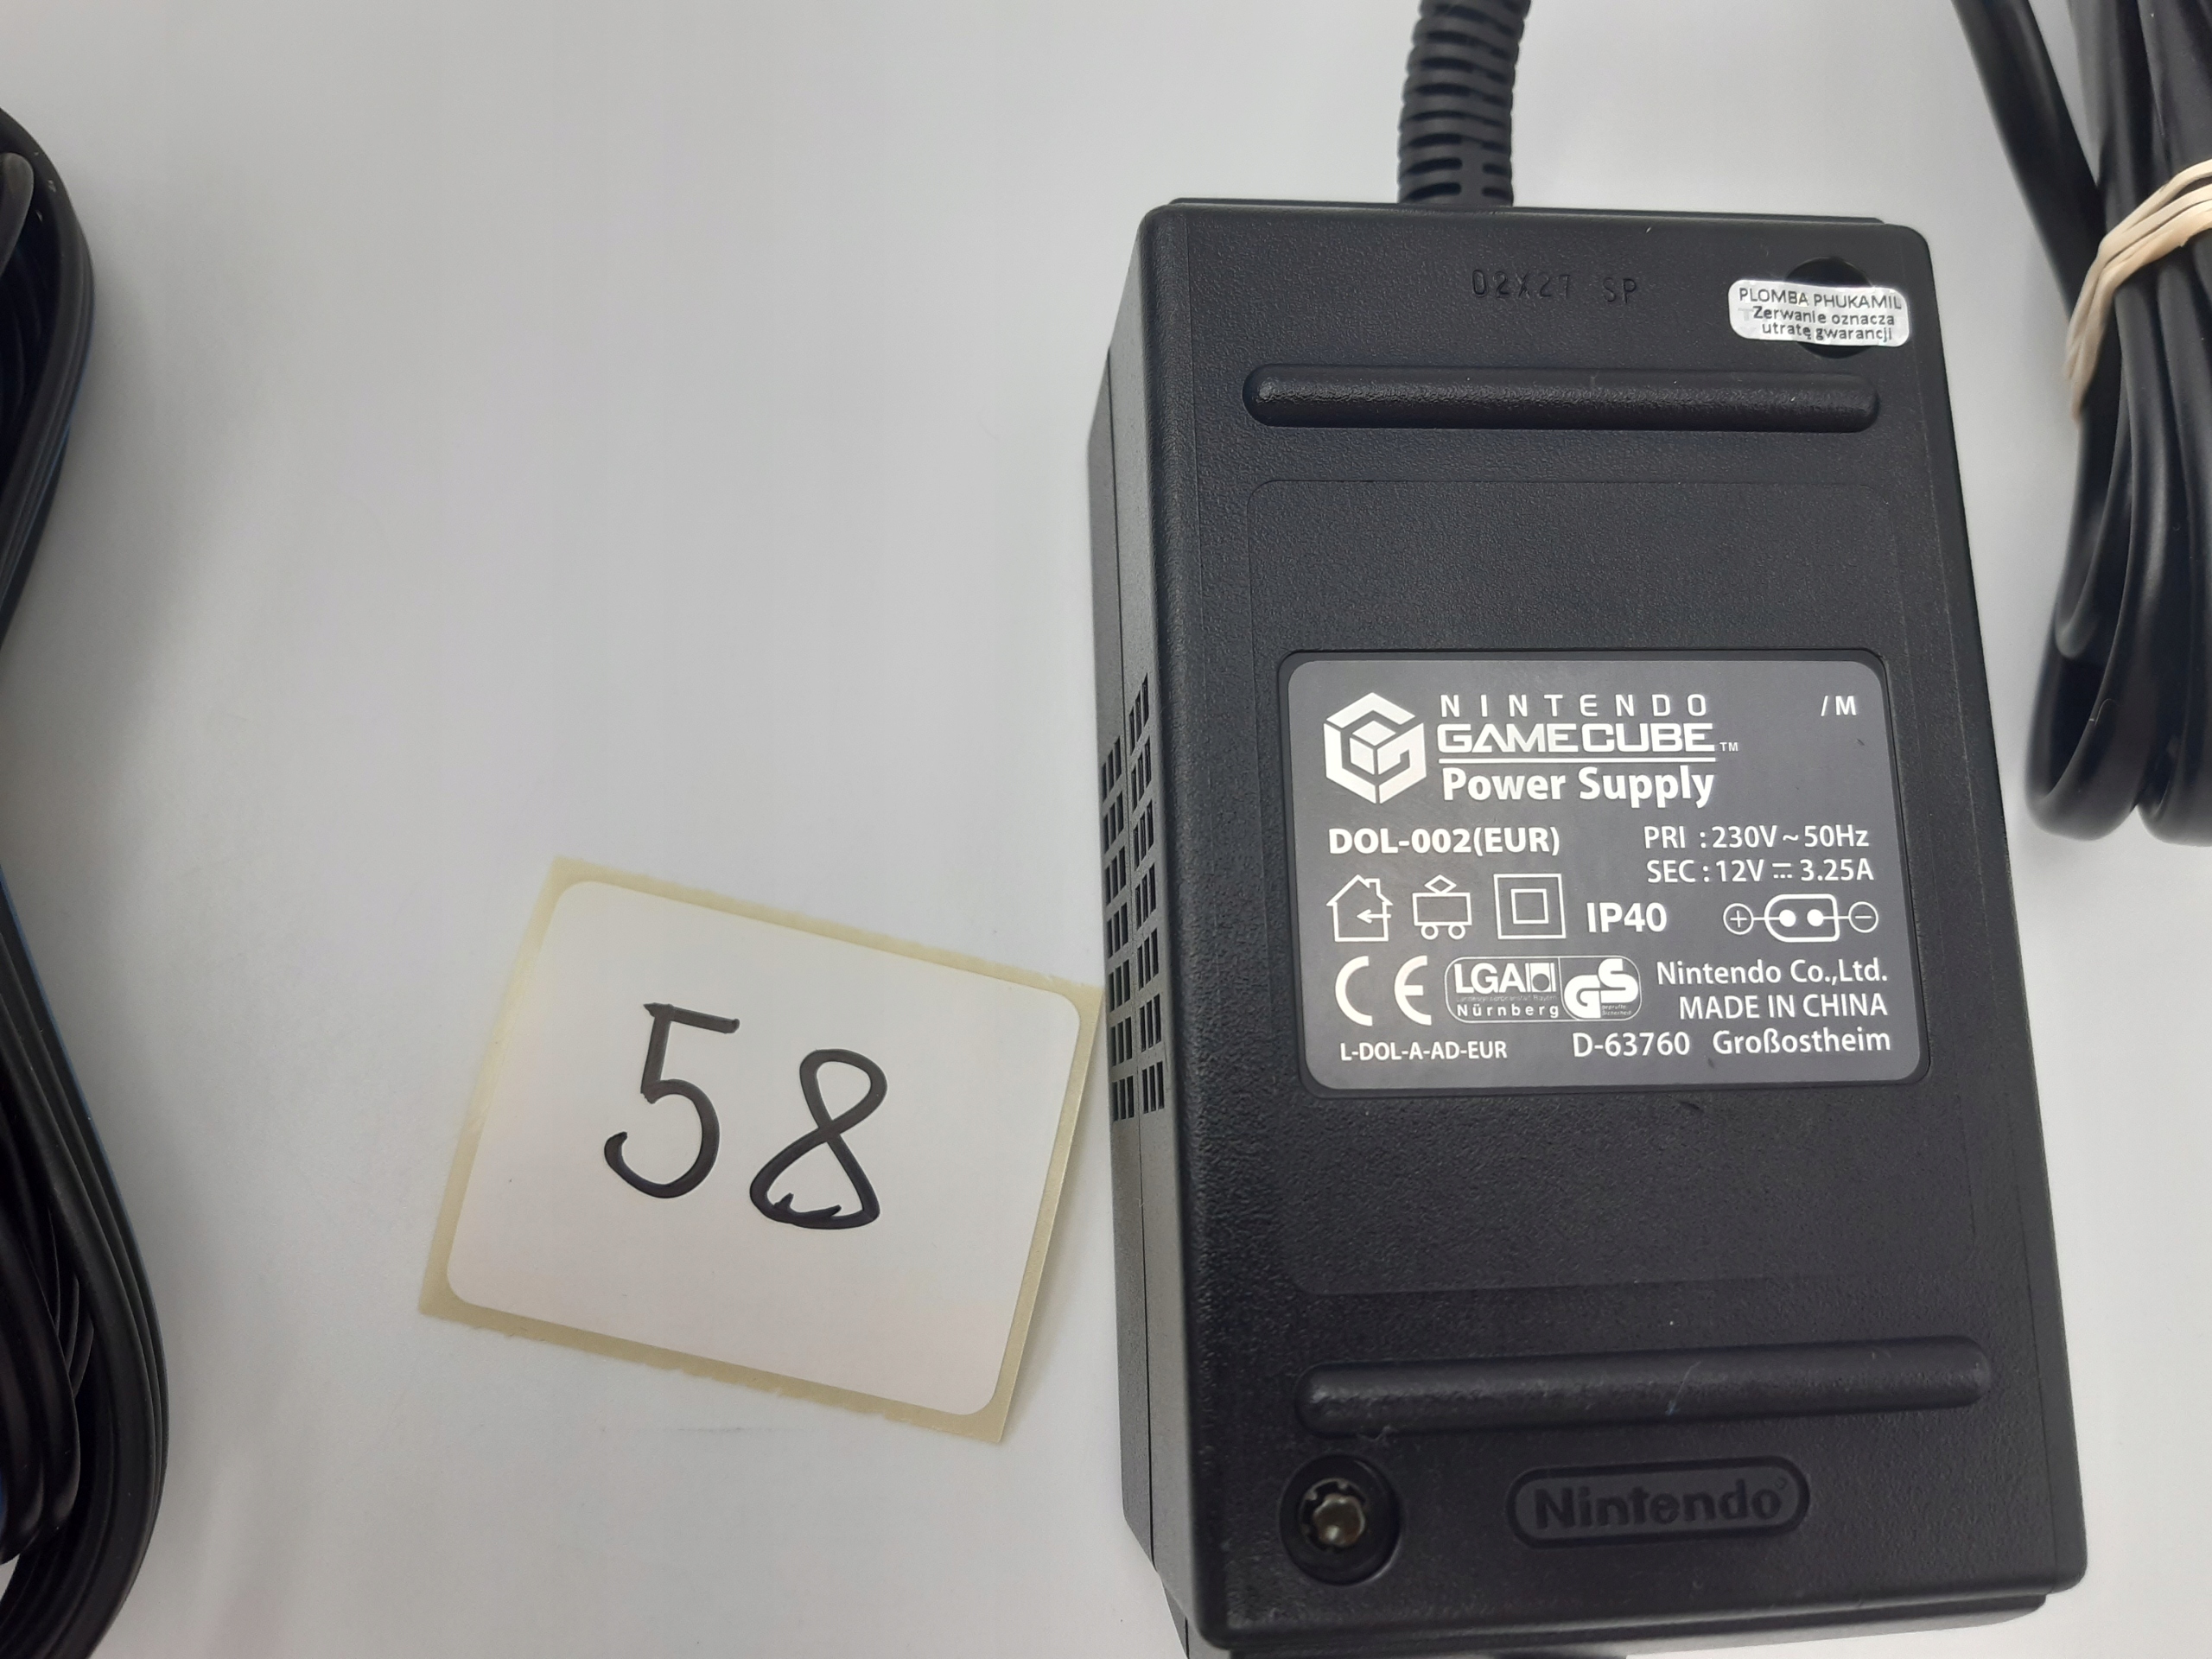 02X27 SP
PLOMBA PHUKAMIL
Zerwanie oznacza
utratę gwarancji
NINTENDO /M
GAMECUBE™
Power Supply
DOL-002(EUR) PRI : 230V ~ 50Hz
SEC : 12V ⎓ 3.25A
IP40 + −
CE LGA GS Nintendo Co.,Ltd.
Nürnberg MADE IN CHINA
L-DOL-A-AD-EUR D-63760 Großostheim
58
Nintendo